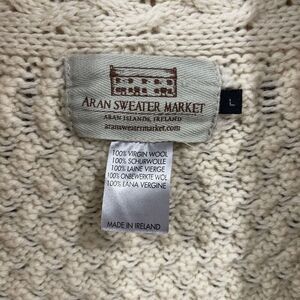 ARAN SWEATER MARKET
ARAN ISLANDS, IRELAND
aransweatermarket.com
L
100% VIRGIN WOOL
100% SCHURWOLLE
100% LAINE VIERGE
100% ONBEWERKTE WOL
100% LANA VERGINE
MADE IN IRELAND